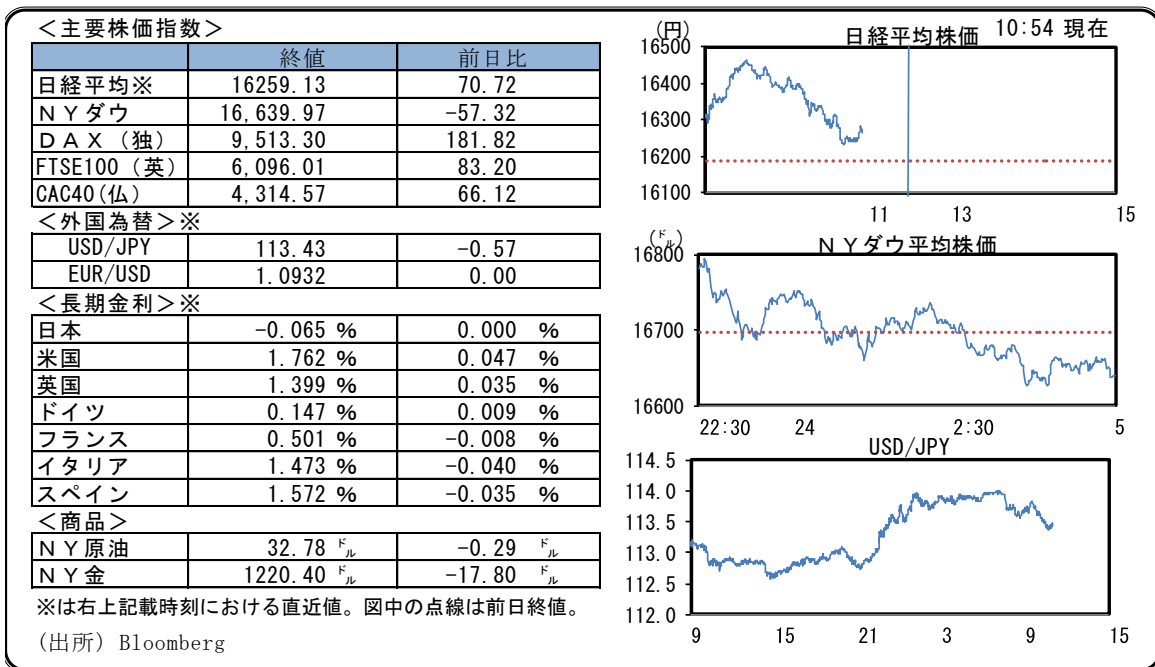 ＜主要株価指数＞
終値 前日比
日経平均※ 16259.13 70.72
ＮＹダウ 16,639.97 -57.32
ＤＡＸ（独） 9,513.30 181.82
FTSE100（英） 6,096.01 83.20
CAC40(仏) 4,314.57 66.12
＜外国為替＞※
USD/JPY 113.43 -0.57
EUR/USD 1.0932 0.00
＜長期金利＞※
日本 -0.065 % 0.000 %
米国 1.762 % 0.047 %
英国 1.399 % 0.035 %
ドイツ 0.147 % 0.009 %
フランス 0.501 % -0.008 %
イタリア 1.473 % -0.040 %
スペイン 1.572 % -0.035 %
＜商品＞
ＮＹ原油 32.78 ㌦ -0.29 ㌦
ＮＹ金 1220.40 ㌦ -17.80 ㌦
※は右上記載時刻における直近値。図中の点線は前日終値。
(出所) Bloomberg
(円) 日経平均株価 10:54 現在
16500
16400
16300
16200
16100
11 13 15
(㌦) ＮＹダウ平均株価
16800
16700
16600
22:30 24 2:30 5
USD/JPY
114.5
114.0
113.5
113.0
112.5
112.0
9 15 21 3 9 15